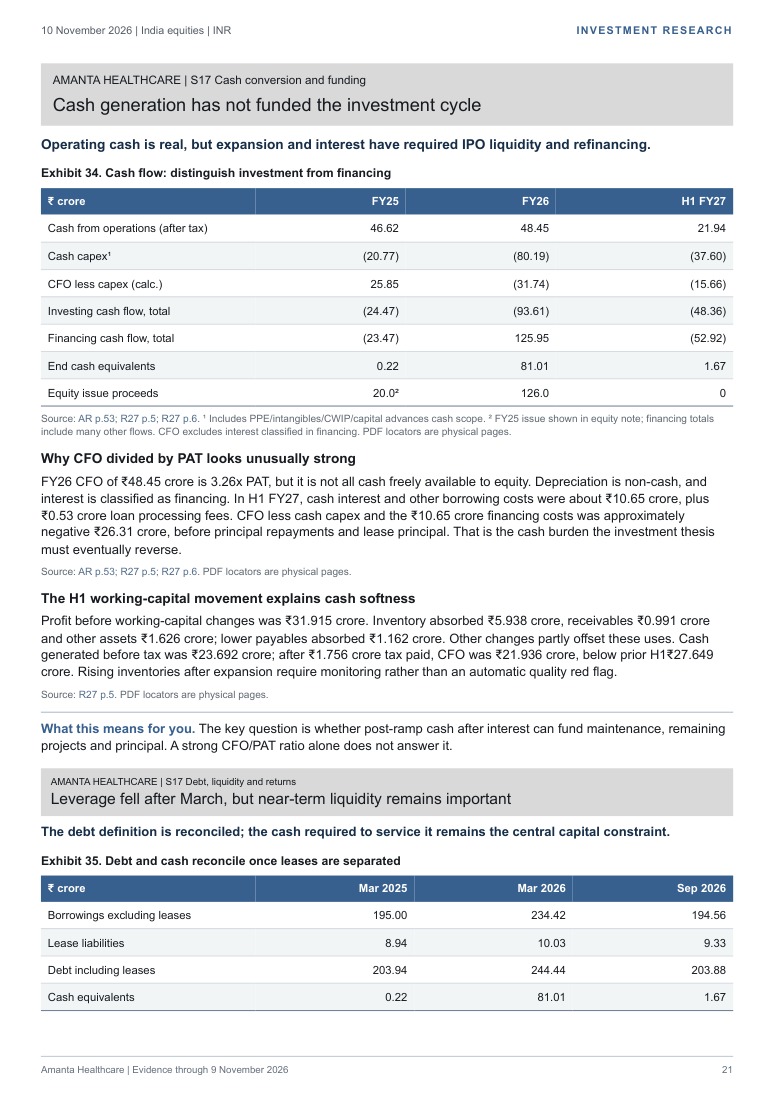 10 November 2026 | India equities | INR
INVESTMENT RESEARCH
AMANTA HEALTHCARE | S17 Cash conversion and funding
Cash generation has not funded the investment cycle
Operating cash is real, but expansion and interest have required IPO liquidity and refinancing.
Exhibit 34. Cash flow: distinguish investment from financing
₹ crore FY25 FY26 H1 FY27
Cash from operations (after tax) 46.62 48.45 21.94
Cash capex¹ (20.77) (80.19) (37.60)
CFO less capex (calc.) 25.85 (31.74) (15.66)
Investing cash flow, total (24.47) (93.61) (48.36)
Financing cash flow, total (23.47) 125.95 (52.92)
End cash equivalents 0.22 81.01 1.67
Equity issue proceeds 20.0² 126.0 0
Source: AR p.53; R27 p.5; R27 p.6. ¹ Includes PPE/intangibles/CWIP/capital advances cash scope. ² FY25 issue shown in equity note; financing totals
include many other flows. CFO excludes interest classified in financing. PDF locators are physical pages.
Why CFO divided by PAT looks unusually strong
FY26 CFO of ₹48.45 crore is 3.26x PAT, but it is not all cash freely available to equity. Depreciation is non-cash, and
interest is classified as financing. In H1 FY27, cash interest and other borrowing costs were about ₹10.65 crore, plus
₹0.53 crore loan processing fees. CFO less cash capex and the ₹10.65 crore financing costs was approximately
negative ₹26.31 crore, before principal repayments and lease principal. That is the cash burden the investment thesis
must eventually reverse.
Source: AR p.53; R27 p.5; R27 p.6. PDF locators are physical pages.
The H1 working-capital movement explains cash softness
Profit before working-capital changes was ₹31.915 crore. Inventory absorbed ₹5.938 crore, receivables ₹0.991 crore
and other assets ₹1.626 crore; lower payables absorbed ₹1.162 crore. Other changes partly offset these uses. Cash
generated before tax was ₹23.692 crore; after ₹1.756 crore tax paid, CFO was ₹21.936 crore, below prior H1₹27.649
crore. Rising inventories after expansion require monitoring rather than an automatic quality red flag.
Source: R27 p.5. PDF locators are physical pages.
What this means for you. The key question is whether post-ramp cash after interest can fund maintenance, remaining
projects and principal. A strong CFO/PAT ratio alone does not answer it.
AMANTA HEALTHCARE | S17 Debt, liquidity and returns
Leverage fell after March, but near-term liquidity remains important
The debt definition is reconciled; the cash required to service it remains the central capital constraint.
Exhibit 35. Debt and cash reconcile once leases are separated
₹ crore Mar 2025 Mar 2026 Sep 2026
Borrowings excluding leases 195.00 234.42 194.56
Lease liabilities 8.94 10.03 9.33
Debt including leases 203.94 244.44 203.88
Cash equivalents 0.22 81.01 1.67
Amanta Healthcare | Evidence through 9 November 2026
21